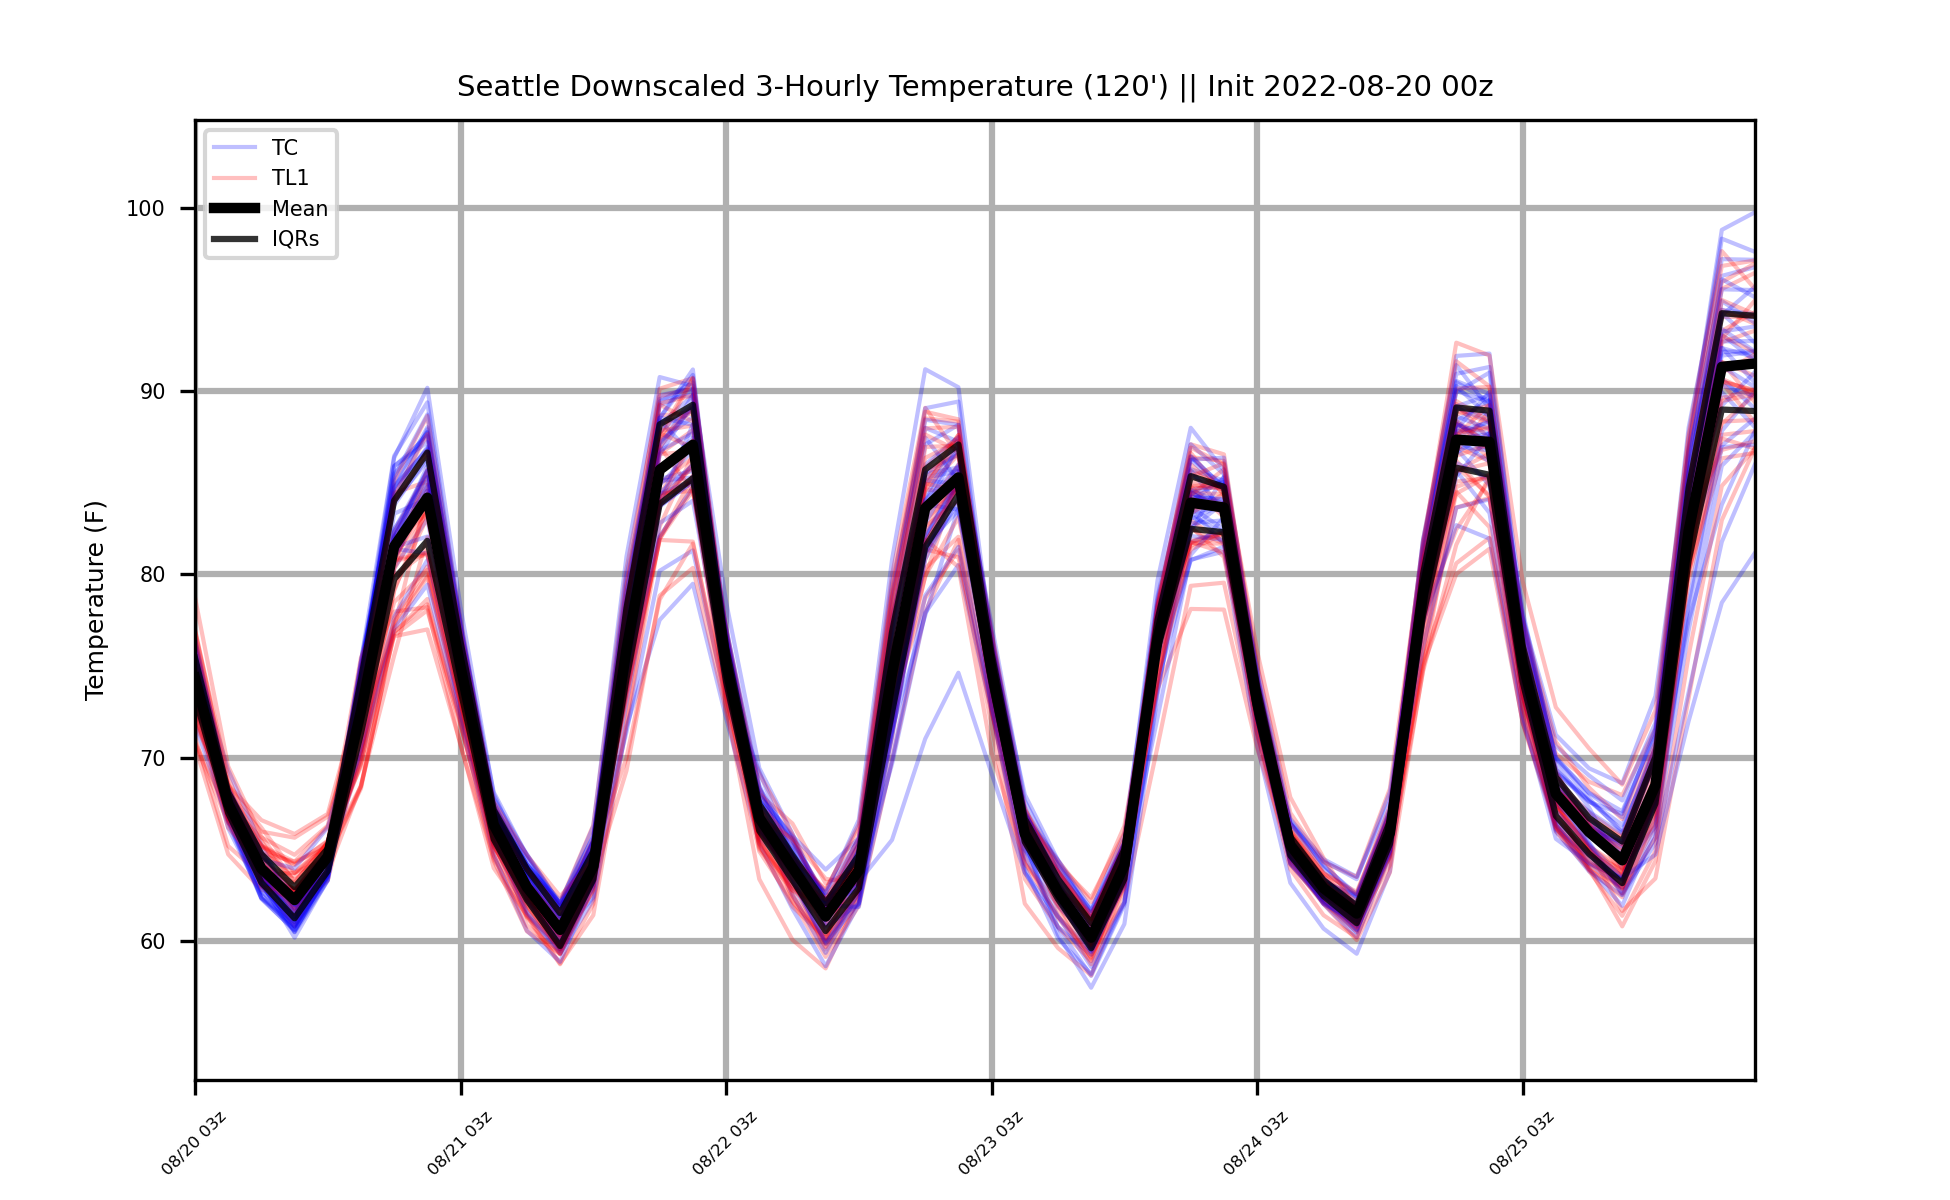 Seattle Downscaled 3-Hourly Temperature (120') || Init 2022-08-20 00z
TC
TL1
Mean
IQRs
Temperature (F)
100
90
80
70
60
08/20 03z
08/21 03z
08/22 03z
08/23 03z
08/24 03z
08/25 03z